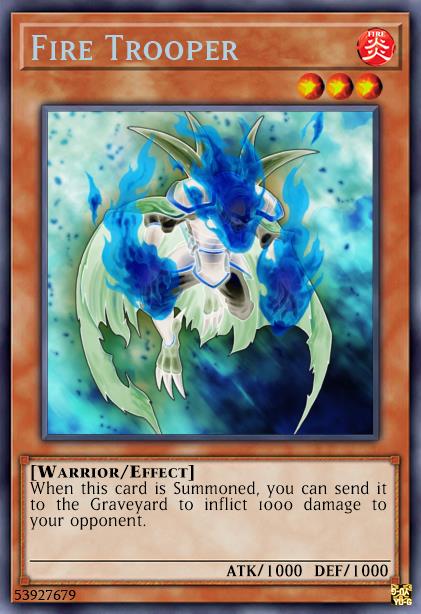 FIRE TROOPER
FIRE
炎
[WARRIOR/EFFECT]
When this card is Summoned, you can send it
to the Graveyard to inflict 1000 damage to
your opponent.
ATK/1000 DEF/1000
53927679